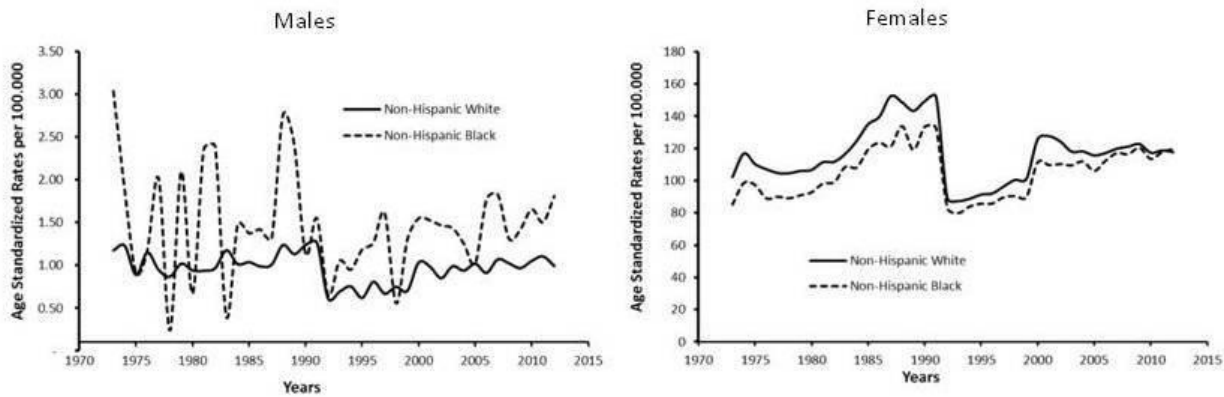 Males
Age Standardized Rates per 100.000
3.50
3.00
2.50
2.00
1.50
1.00
0.50
-
Non-Hispanic White
Non-Hispanic Black
1970 1975 1980 1985 1990 1995 2000 2005 2010 2015
Years
Females
Age Standardized Rates per 100.000
180
160
140
120
100
80
60
40
20
0
Non-Hispanic White
Non-Hispanic Black
1970 1975 1980 1985 1990 1995 2000 2005 2010 2015
Years